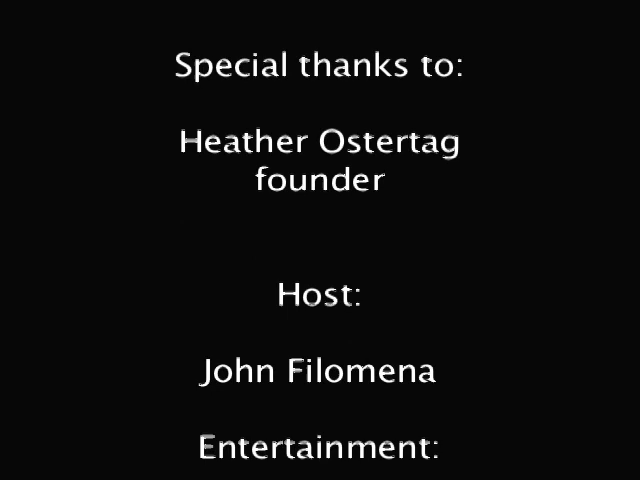 Special thanks to:
Heather Ostertag
founder
Host:
John Filomena
Entertainment: